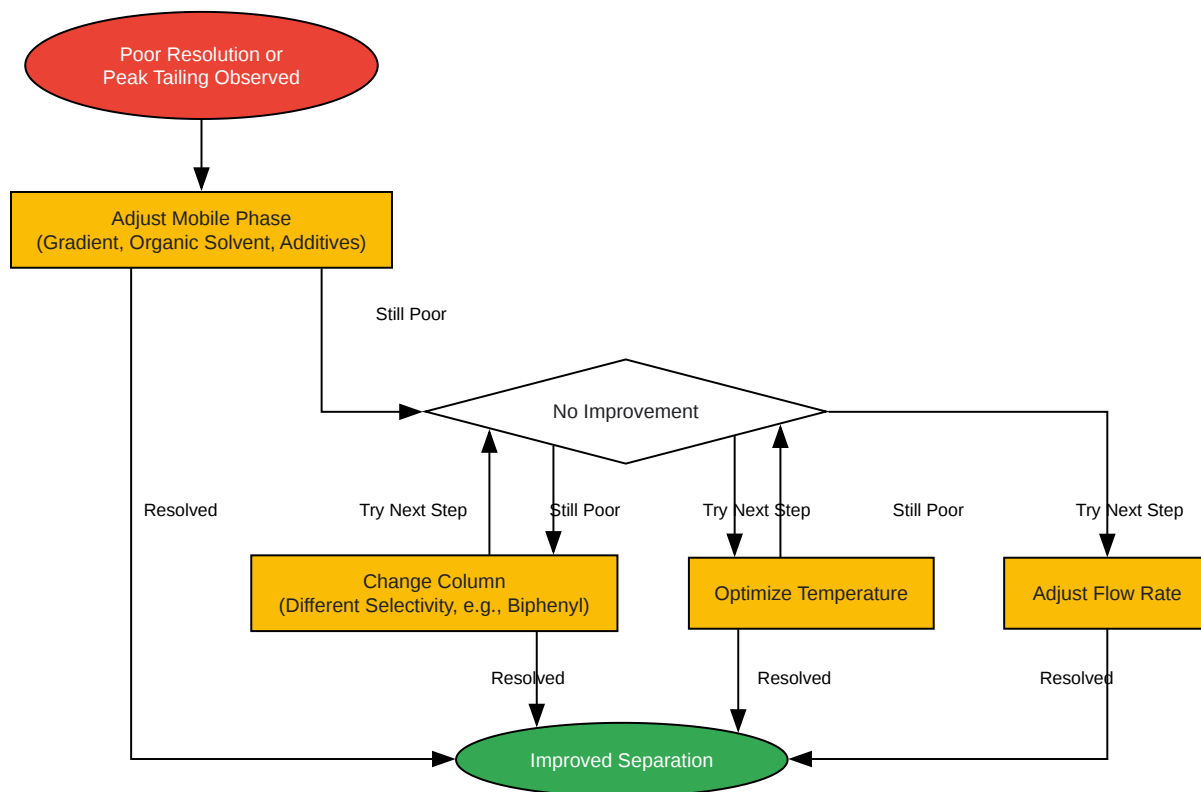 Poor Resolution or
Peak Tailing Observed
Adjust Mobile Phase
(Gradient, Organic Solvent, Additives)
Still Poor
No Improvement
Resolved
Try Next Step
Still Poor
Try Next Step
Still Poor
Try Next Step
Change Column
(Different Selectivity, e.g., Biphenyl)
Optimize Temperature
Adjust Flow Rate
Resolved
Resolved
Resolved
Improved Separation